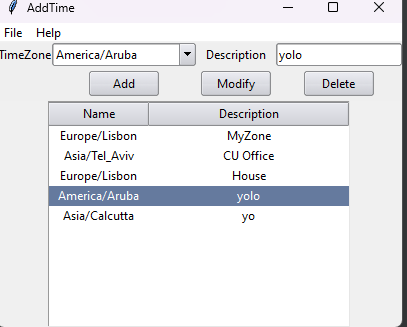 AddTime
File Help
TimeZone America/Aruba Description yolo
Add Modify Delete
Name Description
Europe/Lisbon MyZone
Asia/Tel_Aviv CU Office
Europe/Lisbon House
America/Aruba yolo
Asia/Calcutta yo